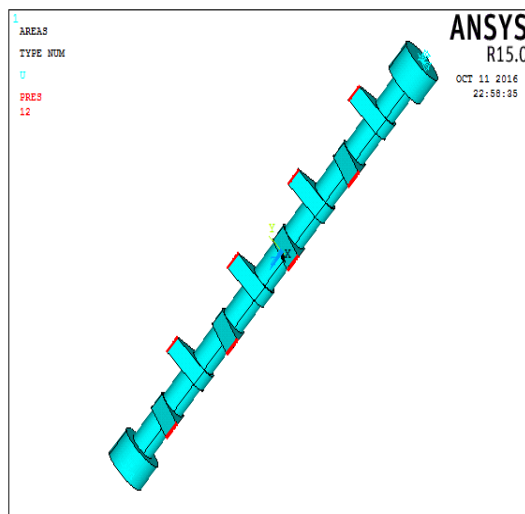 1
AREAS
TYPE NUM
U
PRES
12
ANSYS
R15.0
OCT 11 2016
22:58:35
Y
X